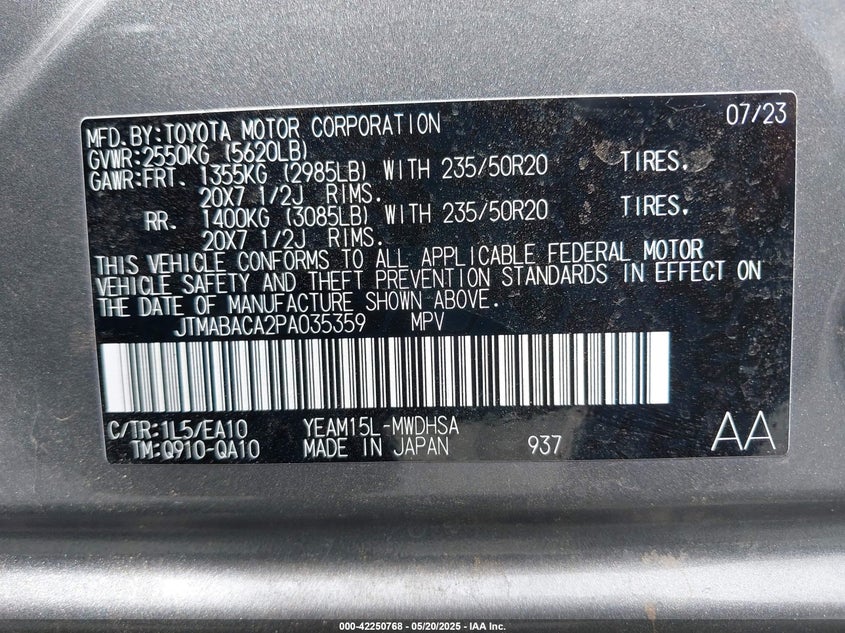 MFD.BY:TOYOTA MOTOR CORPORATION 07/23
GVWR:2550KG (5620LB)
GAWR:FRT. 1355KG (2985LB) WITH 235/50R20 TIRES.
20X7 1/2J RIMS.
RR. 1400KG (3085LB) WITH 235/50R20 TIRES.
20X7 1/2J RIMS.
THIS VEHICLE CONFORMS TO ALL APPLICABLE FEDERAL MOTOR
VEHICLE SAFETY AND THEFT PREVENTION STANDARDS IN EFFECT ON
THE DATE OF MANUFACTURE SHOWN ABOVE.
JTMABACA2PA035359 MPV
C/TR:1L5/EA10 YEAM15L-MWDHSA
TM:Q910-QA10 MADE IN JAPAN 937 AA
000-42250768 - 05/20/2025 - IAA Inc.